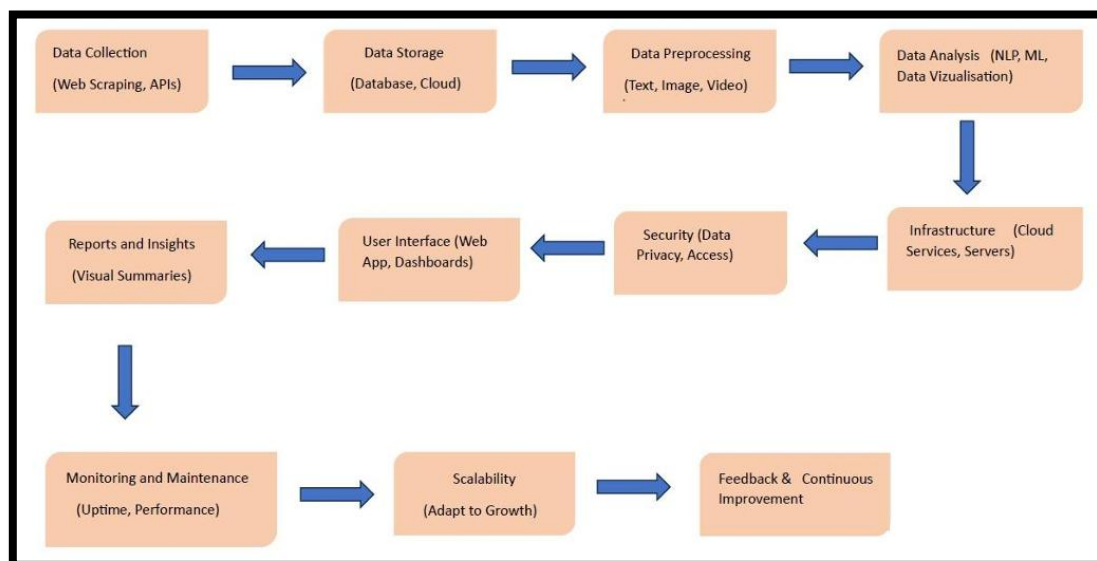 Data Collection
(Web Scraping, APIs)
Data Storage
(Database, Cloud)
Data Preprocessing
(Text, Image, Video)
Data Analysis (NLP, ML,
Data Vizualisation)
Infrastructure (Cloud
Services, Servers)
Security (Data
Privacy, Access)
User Interface (Web
App, Dashboards)
Reports and Insights
(Visual Summaries)
Monitoring and Maintenance
(Uptime, Performance)
Scalability
(Adapt to Growth)
Feedback & Continuous
Improvement